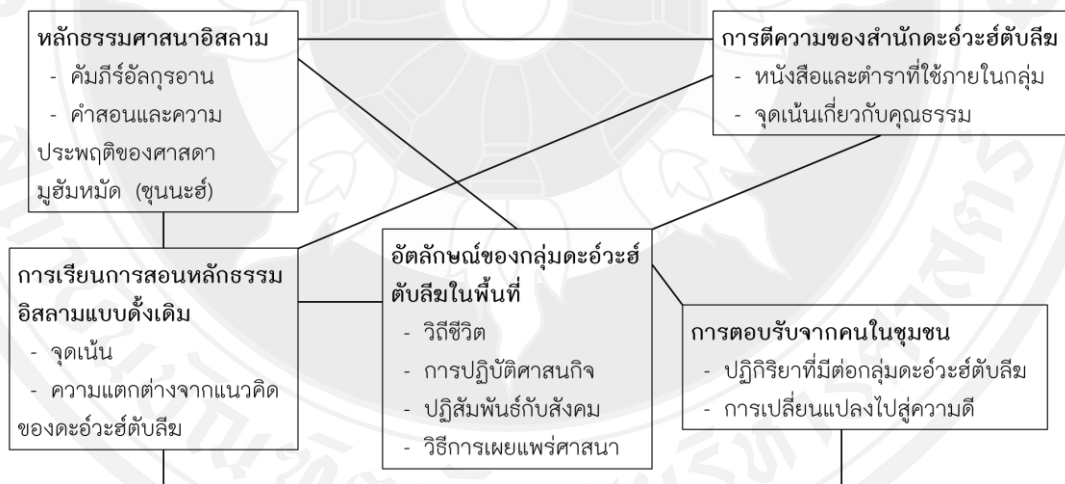 หลักธรรมศาสนาอิสลาม
- คัมภีร์อัลกุรอาน
- คำสอนและความ
ประพฤติของศาสดา
มูฮัมหมัด (ซุนนะฮ์)
การตีความของสำนักดะอ์วะฮ์ตับลีฆ
- หนังสือและตำราที่ใช้ภายในกลุ่ม
- จุดเน้นเกี่ยวกับคุณธรรม
การเรียนการสอนหลักธรรม
อิสลามแบบดั้งเดิม
- จุดเน้น
- ความแตกต่างจากแนวคิด
ของดะอ์วะฮ์ตับลีฆ
อัตลักษณ์ของกลุ่มดะอ์วะฮ์
ตับลีฆในพื้นที่
- วิถีชีวิต
- การปฏิบัติศาสนกิจ
- ปฏิสัมพันธ์กับสังคม
- วิธีการเผยแพร่ศาสนา
การตอบรับจากคนในชุมชน
- ปฏิกิริยาที่มีต่อกลุ่มดะอ์วะฮ์ตับลีฆ
- การเปลี่ยนแปลงไปสู่ความดี